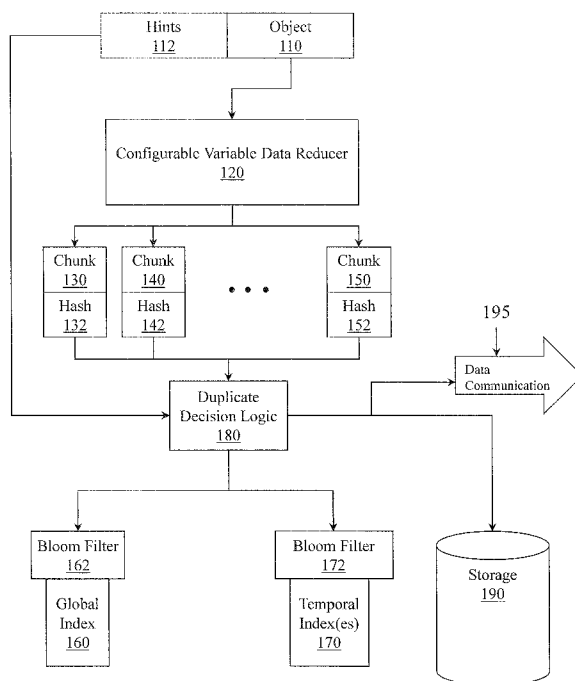 Hints
112
Object
110
Configurable Variable Data Reducer
120
Chunk
130
Hash
132
Chunk
140
Hash
142
Chunk
150
Hash
152
195
Data
Communication
Duplicate
Decision Logic
180
Bloom Filter
162
Global
Index
160
Bloom Filter
172
Temporal
Index(es)
170
Storage
190